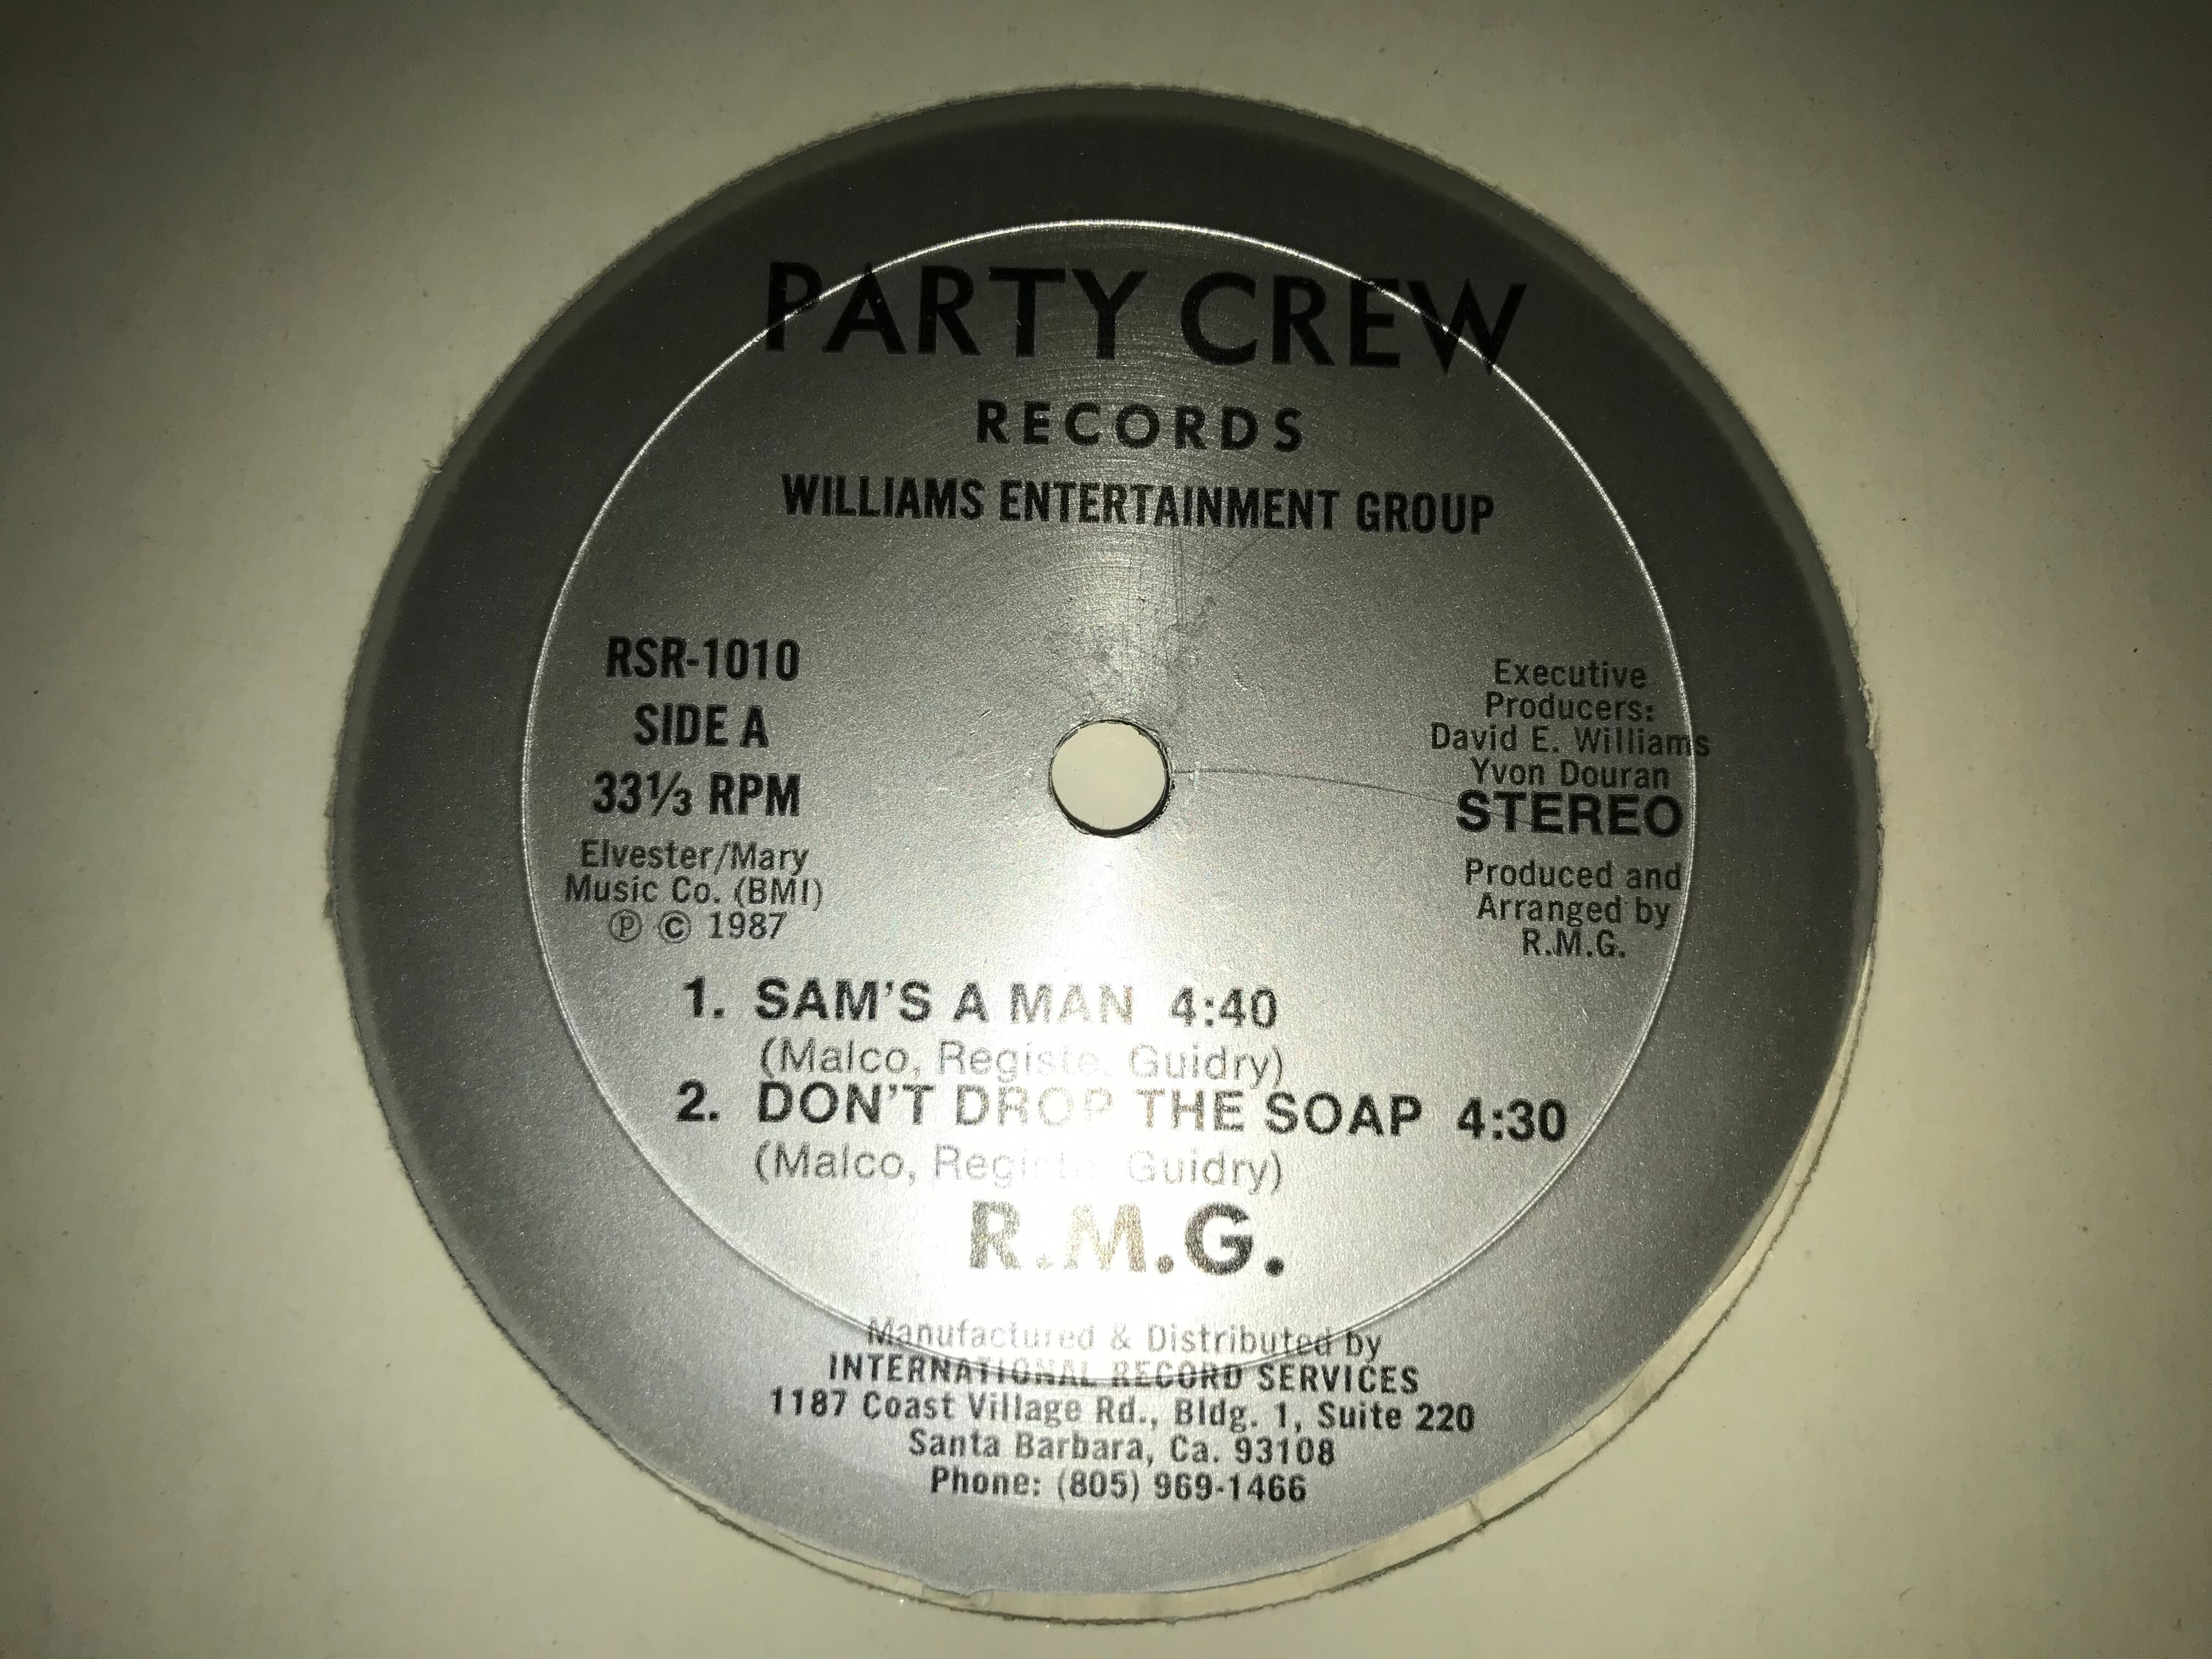 PARTY CREW
RECORDS
WILLIAMS ENTERTAINMENT GROUP
RSR-1010
SIDE A
33⅓ RPM
Elvester/Mary
Music Co. (BMI)
℗ © 1987
Executive
Producers:
David E. Williams
Yvon Douran
STEREO
Produced and
Arranged by
R.M.G.
1. SAM'S A MAN 4:40
(Malco, Registe, Guidry)
2. DON'T DROP THE SOAP 4:30
(Malco, Registe, Guidry)
R.M.G.
Manufactured & Distributed by
INTERNATIONAL RECORD SERVICES
1187 Coast Village Rd., Bldg. 1, Suite 220
Santa Barbara, Ca. 93108
Phone: (805) 969-1466